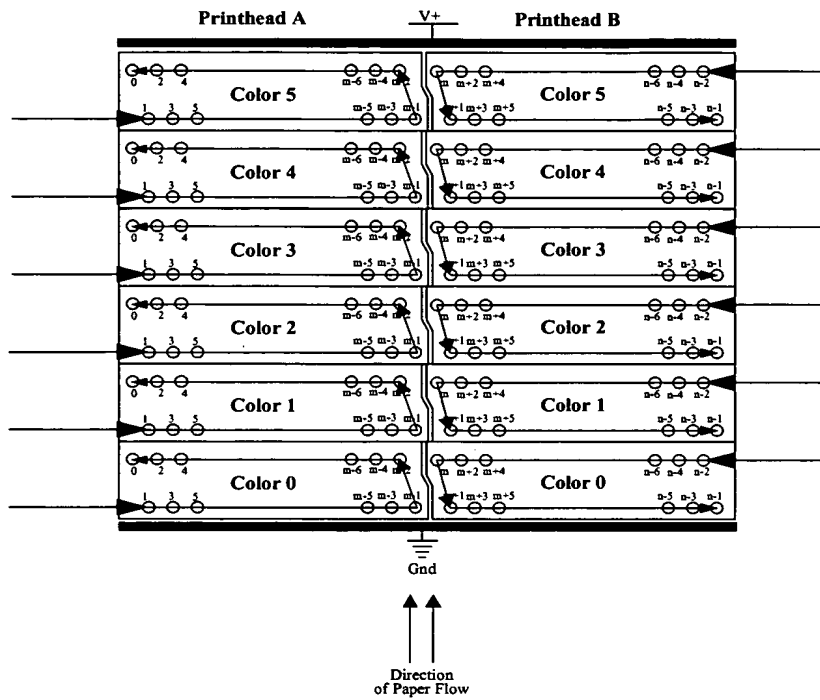 Printhead A V+ Printhead B
0 2 4 m-6 m-4 m m+2 m+4 n-6 n-4 n-2
Color 5 Color 5
1 3 5 m-5 m-3 m-1 +1 m+3 m+5 n-5 n-3 n-1
0 2 4 m-6 m-4 m m+2 m+4 n-6 n-4 n-2
Color 4 Color 4
1 3 5 m-5 m-3 m-1 +1 m+3 m+5 n-5 n-3 n-1
0 2 4 m-6 m-4 m m+2 m+4 n-6 n-4 n-2
Color 3 Color 3
1 3 5 m-5 m-3 m-1 +1 m+3 m+5 n-5 n-3 n-1
0 2 4 m-6 m-4 m m+2 m+4 n-6 n-4 n-2
Color 2 Color 2
1 3 5 m-5 m-3 m-1 +1 m+3 m+5 n-5 n-3 n-1
0 2 4 m-6 m-4 m m+2 m+4 n-6 n-4 n-2
Color 1 Color 1
1 3 5 m-5 m-3 m-1 +1 m+3 m+5 n-5 n-3 n-1
0 2 4 m-6 m-4 m m+2 m+4 n-6 n-4 n-2
Color 0 Color 0
1 3 5 m-5 m-3 m-1 +1 m+3 m+5 n-5 n-3 n-1
Gnd
Direction
of Paper Flow